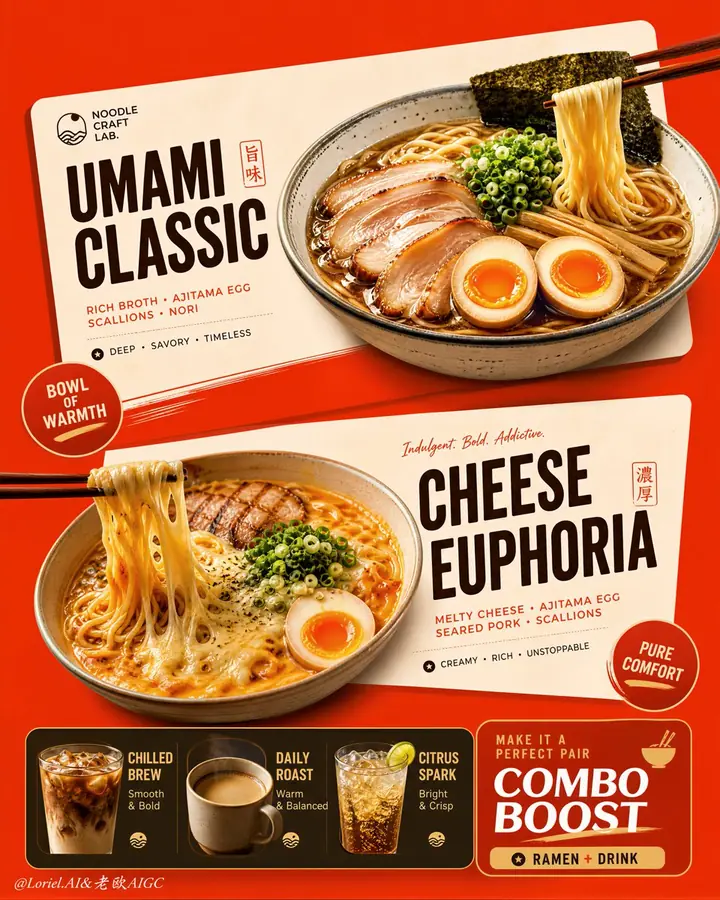 NOODLE
CRAFT
LAB.
UMAMI
CLASSIC
旨味
RICH BROTH • AJITAMA EGG
SCALLIONS • NORI
DEEP • SAVORY • TIMELESS
BOWL
OF
WARMTH
Indulgent. Bold. Addictive.
CHEESE
EUPHORIA
濃厚
MELTY CHEESE • AJITAMA EGG
SEARED PORK • SCALLIONS
CREAMY • RICH • UNSTOPPABLE
PURE
COMFORT
CHILLED
BREW
Smooth
& Bold
DAILY
ROAST
Warm
& Balanced
CITRUS
SPARK
Bright
& Crisp
MAKE IT A
PERFECT PAIR
COMBO
BOOST
RAMEN + DRINK
@Loriel.AI&老欧AIGC